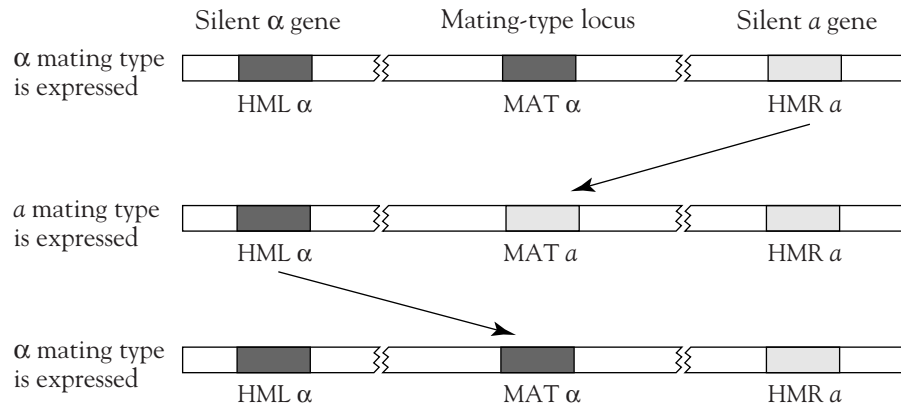 Silent α gene Mating-type locus Silent a gene
α mating type
is expressed
HML α MAT α HMR a
a mating type
is expressed
HML α MAT a HMR a
α mating type
is expressed
HML α MAT α HMR a